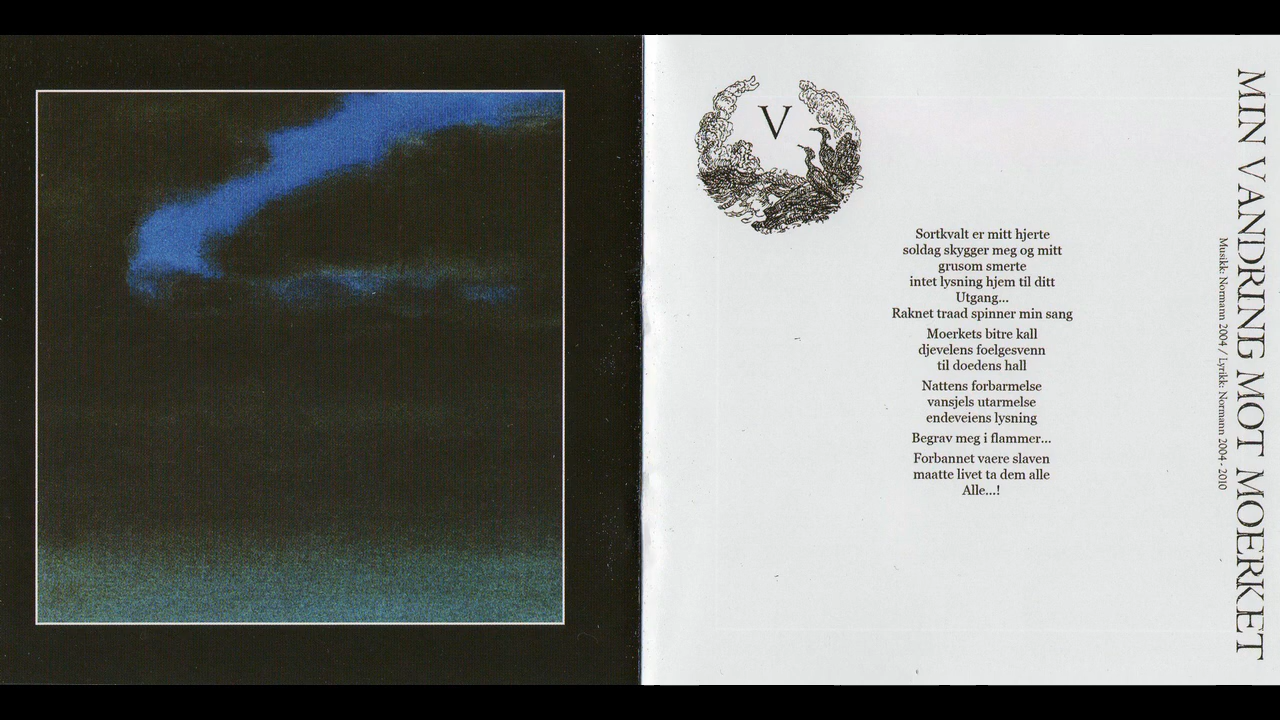 V
Sortkvalt er mitt hjerte
soldag skygger meg og mitt
grusom smerte
intet lysning hjem til ditt
Utgang...
Raknet traad spinner min sang
Moerkets bitre kall
djevelens foelgesvenn
til doedens hall
Nattens forbarmelse
vansjels utarmelse
endeveiens lysning
Begrav meg i flammer...
Forbannet vaere slaven
maatte livet ta dem alle
Alle...!
MIN VANDRING MOT MOERKET
Musikk: Normann 2004 / Lyrikk: Normann 2004 - 2010